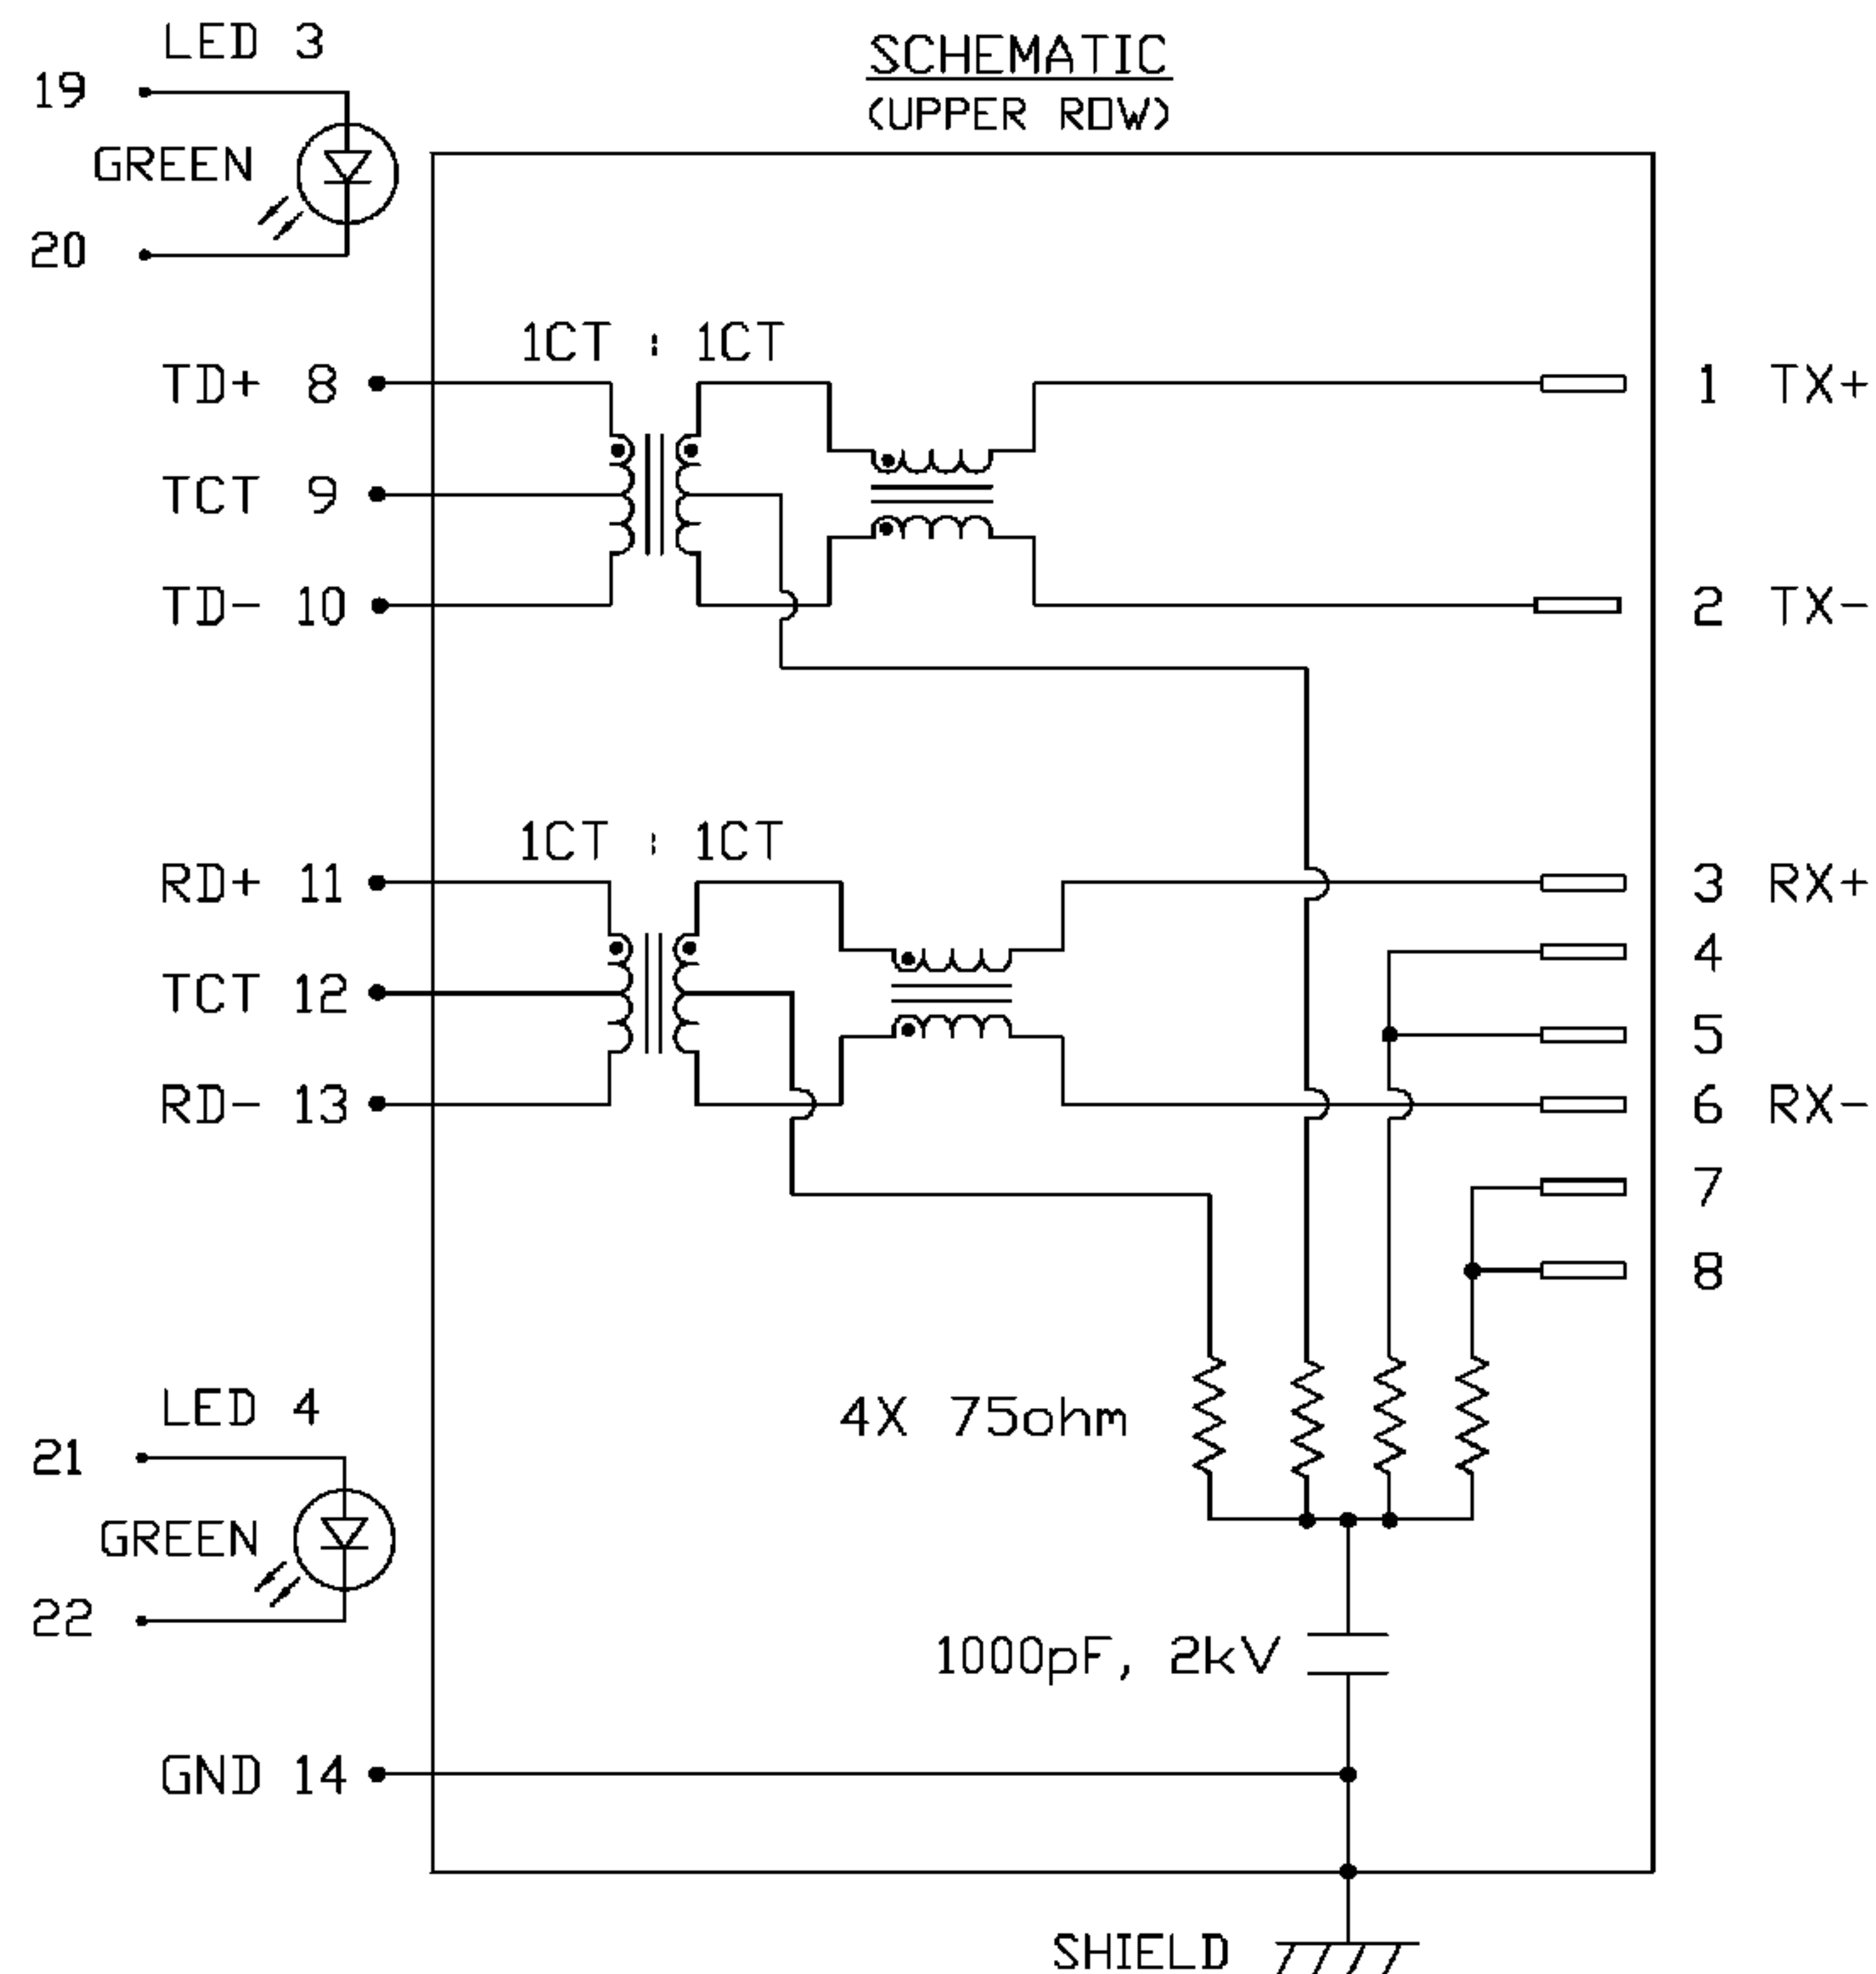 LED 3
SCHEMATIC
(UPPER ROW)
19
GREEN
20
1CT : 1CT
TD+ 8
1 TX+
TCT 9
TD- 10
2 TX-
1CT : 1CT
RD+ 11
3 RX+
4
TCT 12
5
RD- 13
6 RX-
7
8
LED 4
4X 75ohm
21
GREEN
22
1000pF, 2kV
GND 14
SHIELD